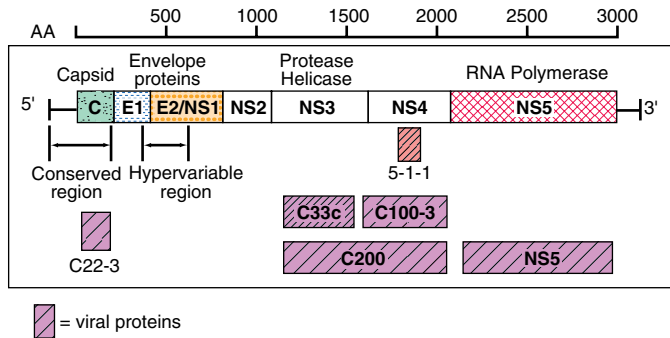 AA 500 1000 1500 2000 2500 3000
Capsid Envelope proteins Protease Helicase RNA Polymerase
5' C E1 E2/NS1 NS2 NS3 NS4 NS5 3'
5-1-1
Conserved region Hypervariable region
C33c C100-3
C22-3
C200 NS5
= viral proteins